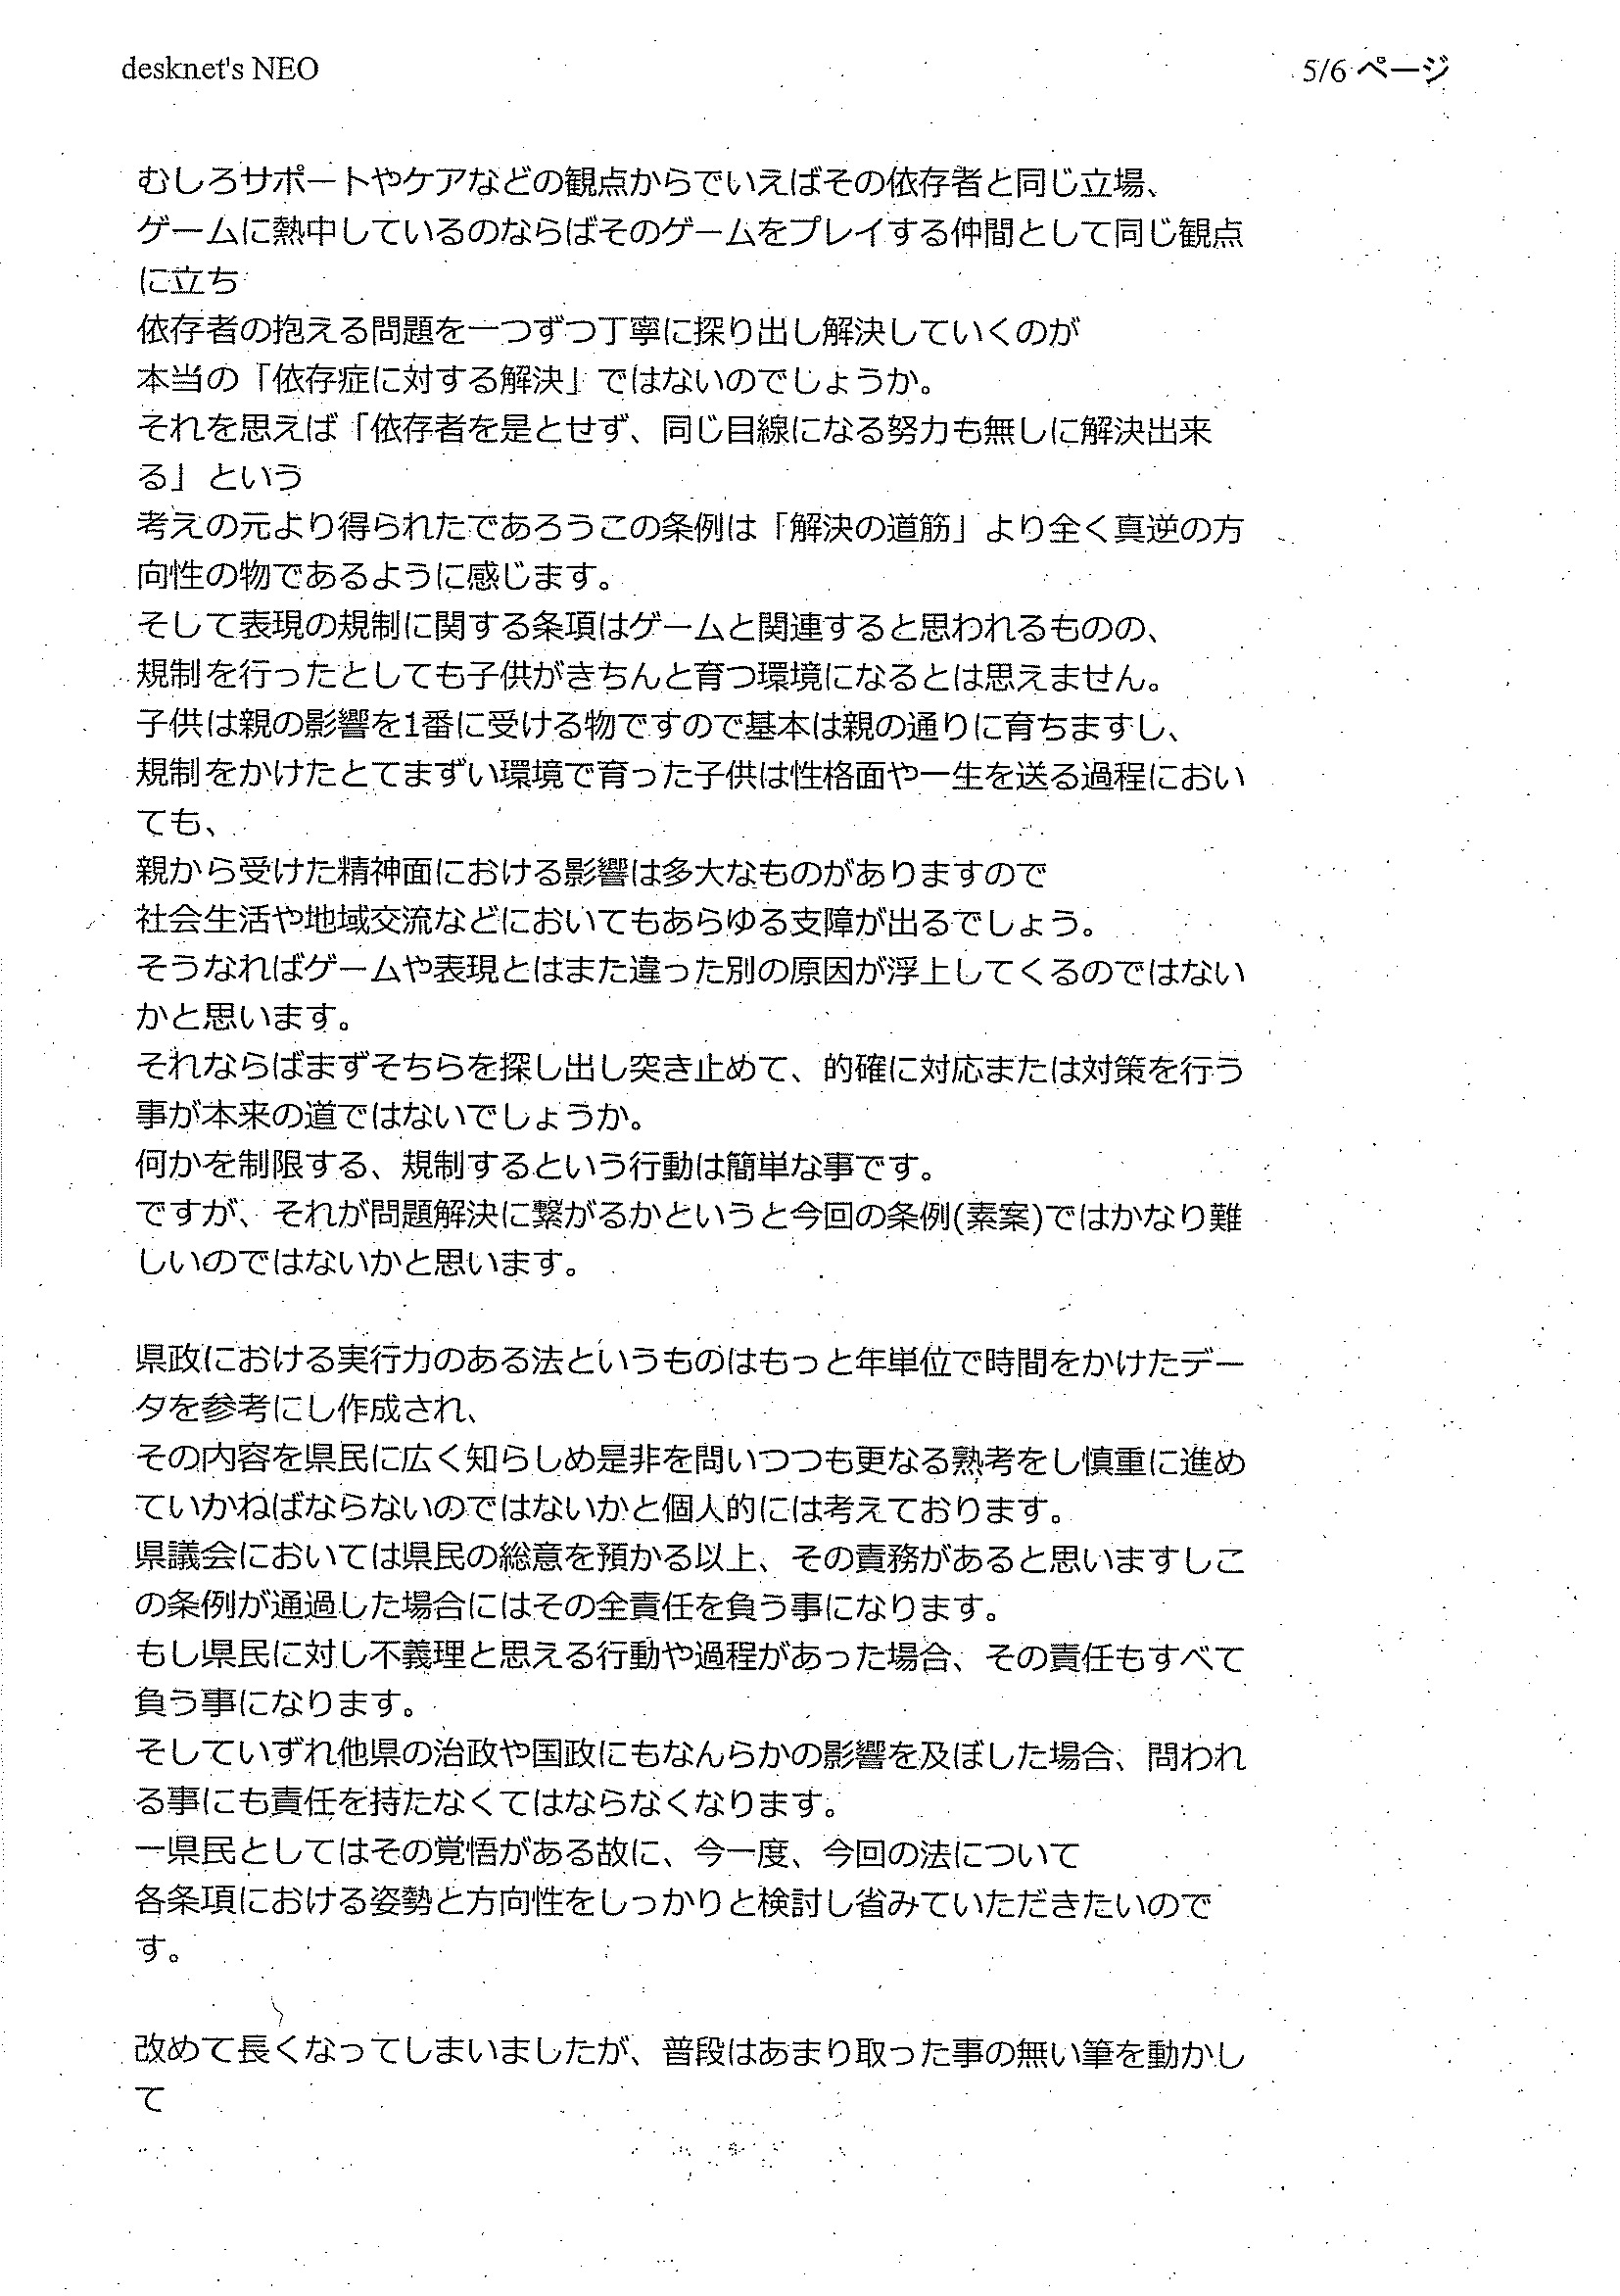 desknet's NEO
5/6 ページ
むしろサポートやケアなどの観点からでいえばその依存者と同じ立場、
ゲームに熱中しているのならばそのゲームをプレイする仲間として同じ観点
に立ち
依存者の抱える問題を一つずつ丁寧に探り出し解決していくのが
本当の「依存症に対する解決」ではないのでしょうか。
それを思えば「依存者を是とせず、同じ目線になる努力も無しに解決出来
る」という
考えの元より得られたであろうこの条例は「解決の道筋」より全く真逆の方
向性の物であるように感じます。
そして表現の規制に関する条項はゲームと関連すると思われるものの、
規制を行ったとしても子供がきちんと育つ環境になるとは思えません。
子供は親の影響を1番に受ける物ですので基本は親の通りに育ちますし、
規制をかけたとてまずい環境で育った子供は性格面や一生を送る過程におい
ても、
親から受けた精神面における影響は多大なものがありますので
社会生活や地域交流などにおいてもあらゆる支障が出るでしょう。
そうなればゲームや表現とはまた違った別の原因が浮上してくるのではない
かと思います。
それならばまずそちらを探し出し突き止めて、的確に対応または対策を行う
事が本来の道ではないでしょうか。
何かを制限する、規制するという行動は簡単な事です。
ですが、それが問題解決に繋がるかというと今回の条例(素案)ではかなり難
しいのではないかと思います。
県政における実行力のある法というものはもっと年単位で時間をかけたデー
タを参考にし作成され、
その内容を県民に広く知らしめ是非を問いつつも更なる熟考をし慎重に進め
ていかねばならないのではないかと個人的には考えております。
県議会においては県民の総意を預かる以上、その責務があると思いますしこ
の条例が通過した場合にはその全責任を負う事になります。
もし県民に対し不義理と思える行動や過程があった場合、その責任もすべて
負う事になります。
そしていずれ他県の治政や国政にもなんらかの影響を及ぼした場合、問われ
る事にも責任を持たなくてはならなくなります。
一県民としてはその覚悟がある故に、今一度、今回の法について
各条項における姿勢と方向性をしっかりと検討し省みていただきたいので
す。
改めて長くなってしまいましたが、普段はあまり取った事の無い筆を動かし
て